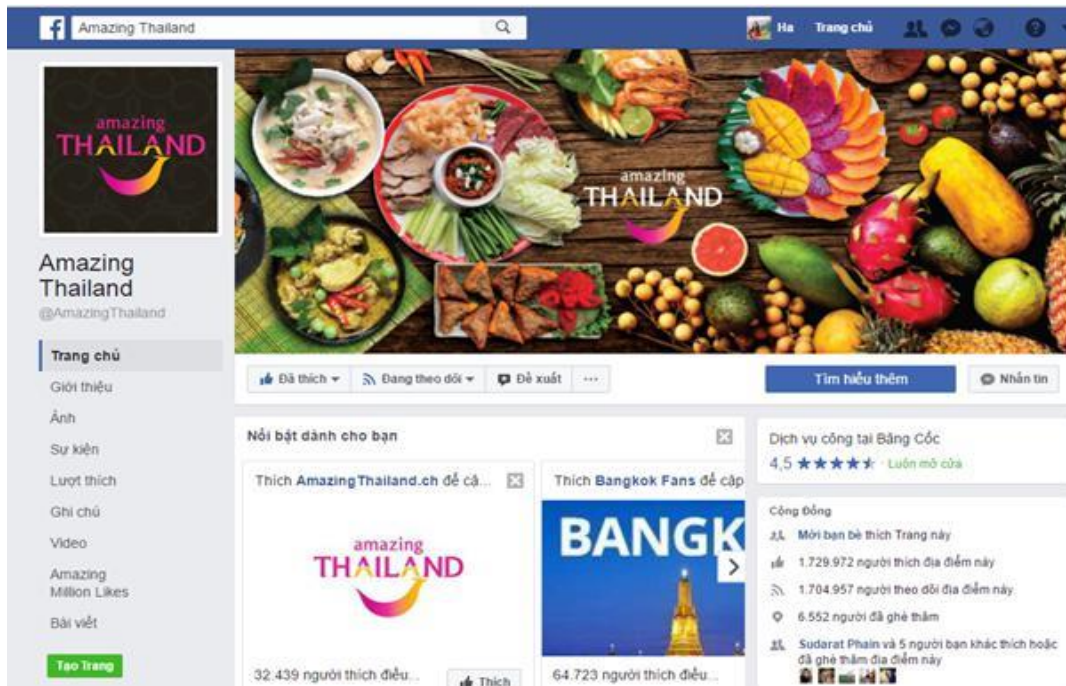 Amazing Thailand
Ha
Trang chủ
amazing
THAILAND
amazing
THAILAND
Amazing
Thailand
@AmazingThailand
Trang chủ
Giới thiệu
Ảnh
Sự kiện
Lượt thích
Ghi chú
Video
Amazing
Million Likes
Bài viết
Tạo Trang
Đã thích
Đang theo dõi
Đề xuất
...
Tìm hiểu thêm
Nhắn tin
Nổi bật dành cho bạn
Thích AmazingThailand.ch để cậ...
amazing
THAILAND
32.439 người thích điều...
Thích
Thích Bangkok Fans để cập
BANGK
64.723 người thích điều...
Dịch vụ công tại Băng Cốc
4,5 ★★★★★ · Luôn mở cửa
Cộng Đồng
Mời bạn bè thích Trang này
1.729.972 người thích địa điểm này
1.704.957 người theo dõi địa điểm này
6.552 người đã ghé thăm
Sudarat Phain và 5 người bạn khác thích hoặc
đã ghé thăm địa điểm này